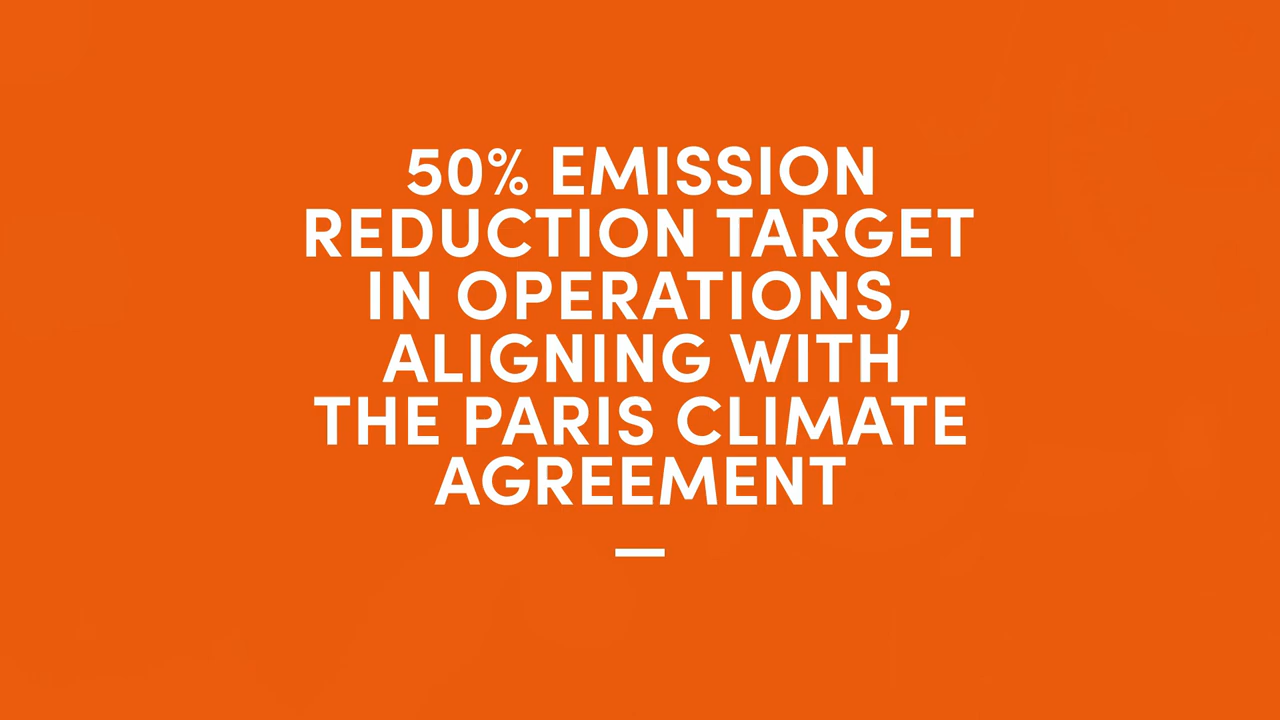 50% EMISSION
REDUCTION TARGET
IN OPERATIONS,
ALIGNING WITH
THE PARIS CLIMATE
AGREEMENT